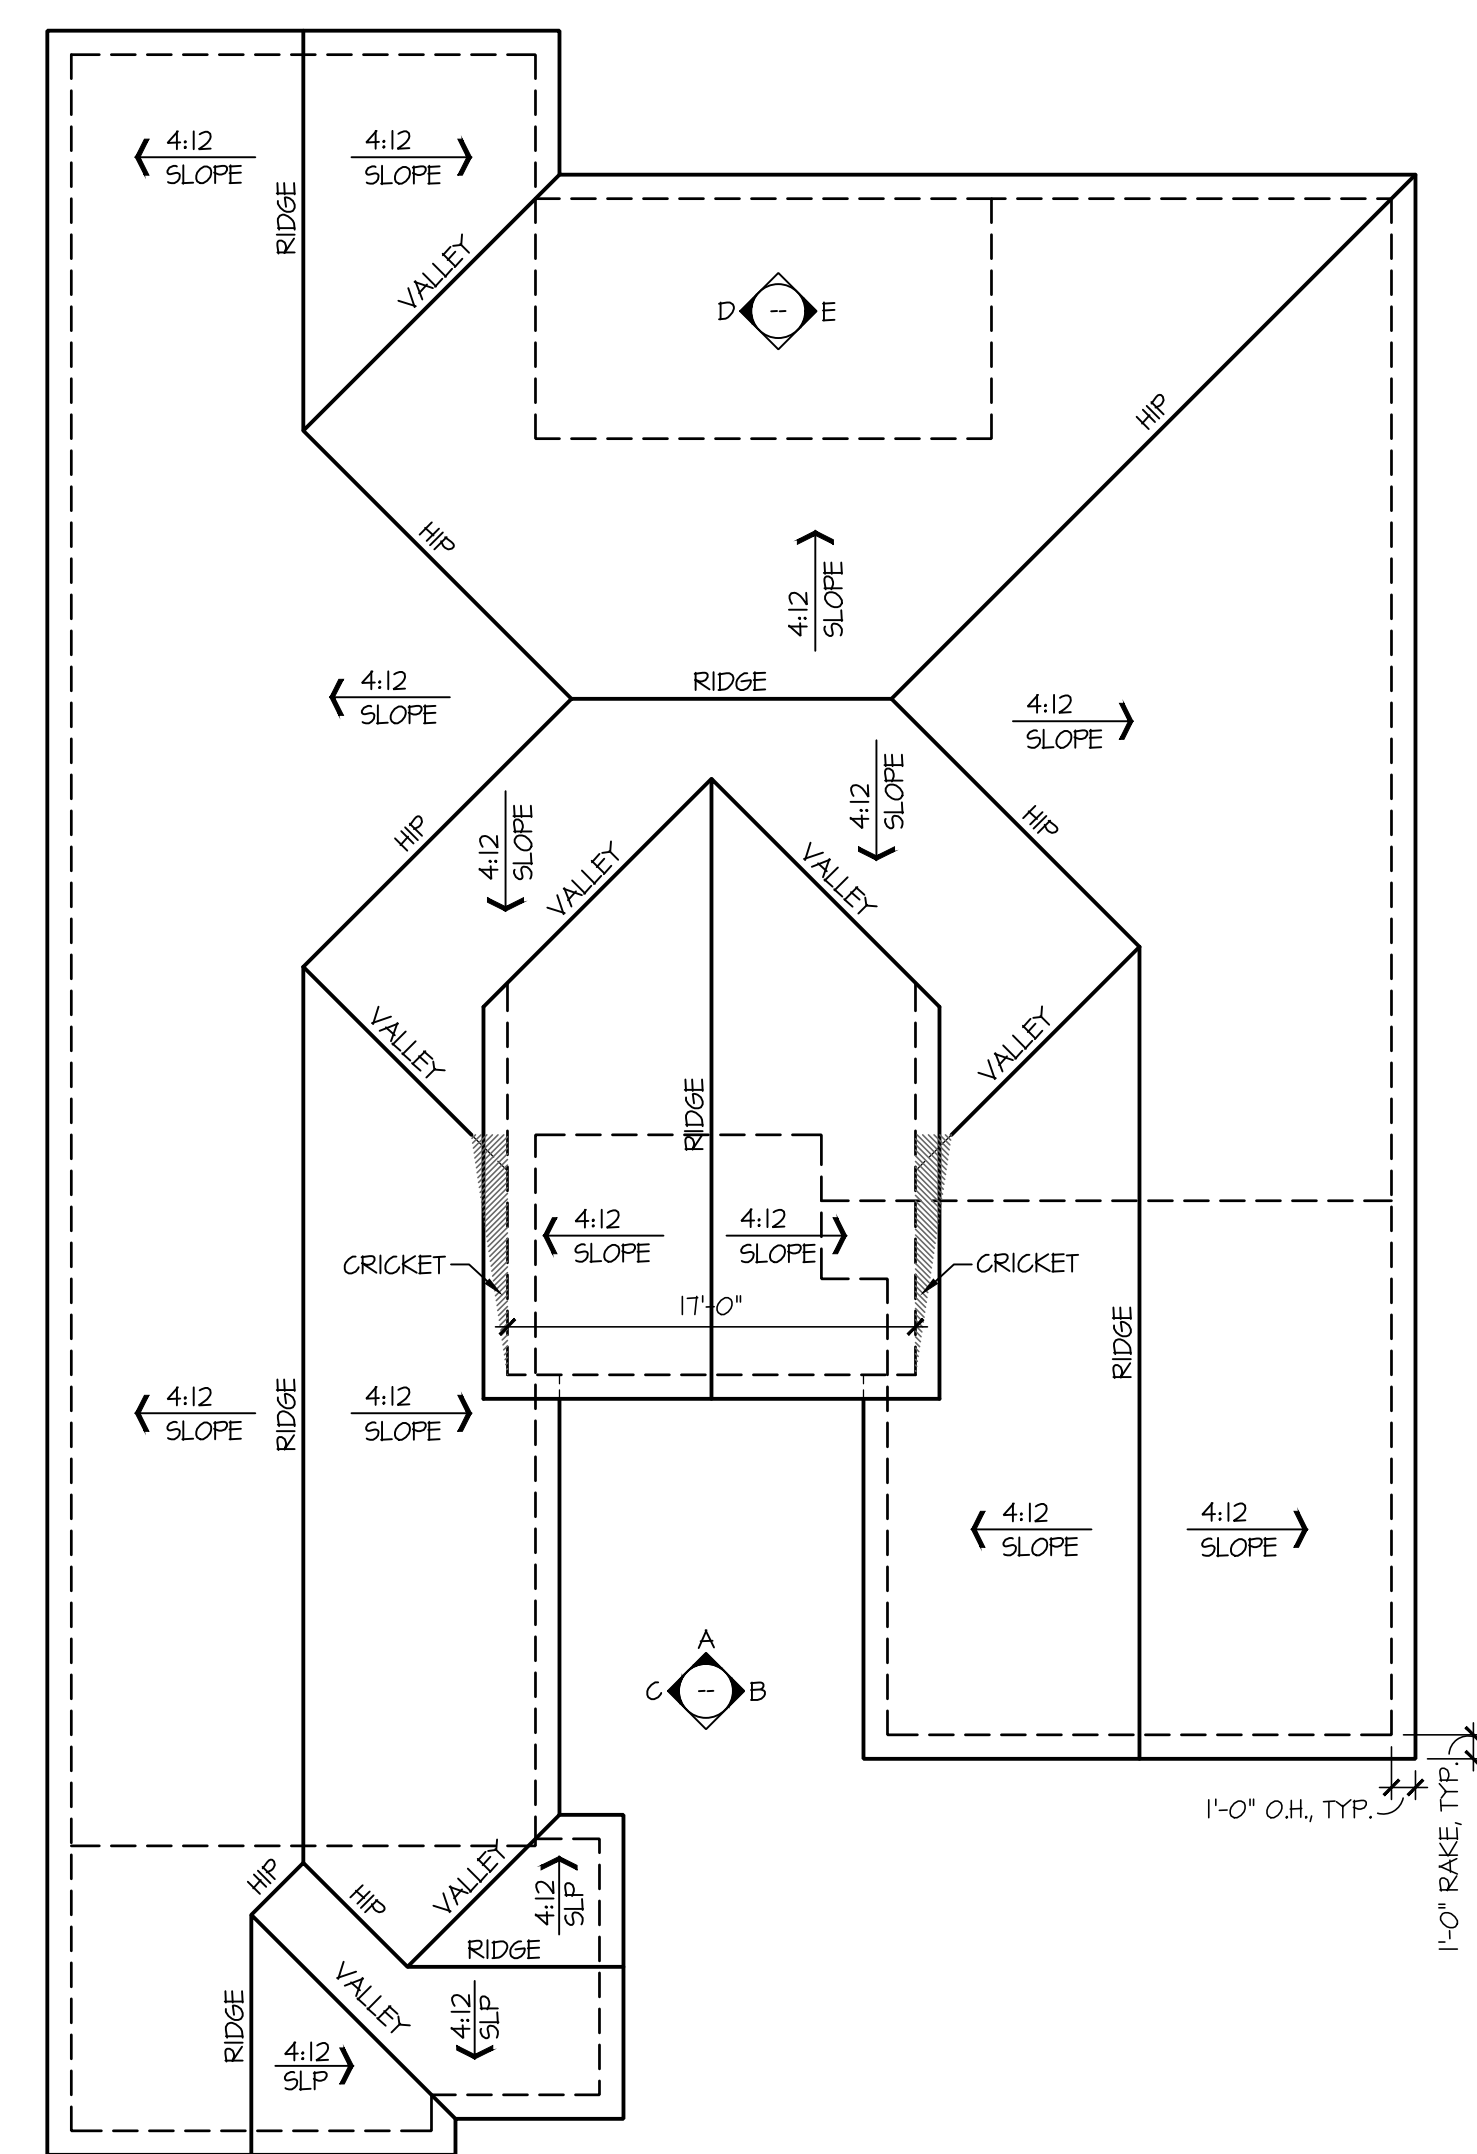 4:12
SLOPE
4:12
SLOPE
RIDGE
VALLEY
D -- E
HIP
HIP
4:12
SLOPE
4:12
SLOPE
RIDGE
4:12
SLOPE
4:12
SLOPE
4:12
SLOPE
HIP
HIP
VALLEY
VALLEY
VALLEY
VALLEY
RIDGE
4:12
SLOPE
4:12
SLOPE
CRICKET
CRICKET
17'-0"
RIDGE
RIDGE
4:12
SLOPE
4:12
SLOPE
4:12
SLOPE
4:12
SLOPE
A
C -- B
1'-0" O.H., TYP.
1'-0" RAKE, TYP.
HIP
HIP
VALLEY
4:12
SLP
RIDGE
VALLEY
4:12
SLP
RIDGE
4:12
SLP